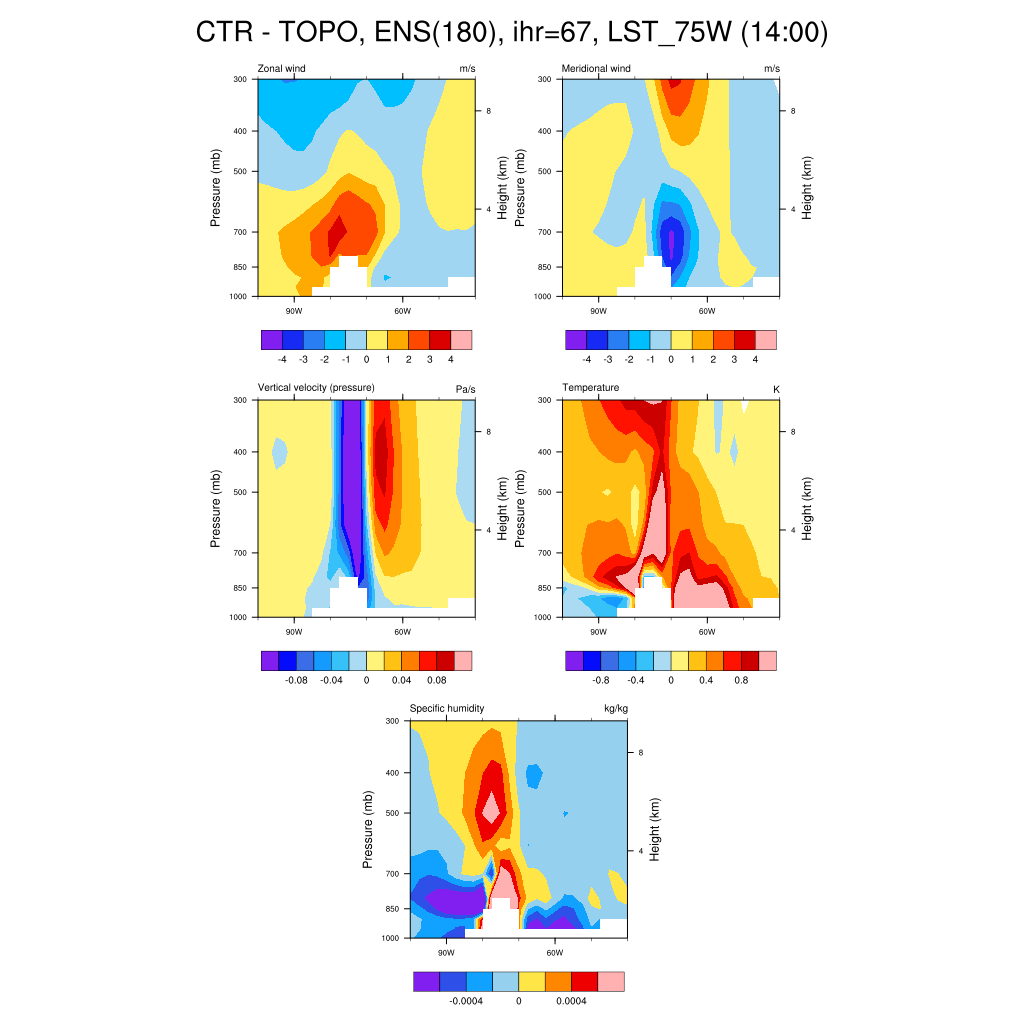 CTR - TOPO, ENS(180), ihr=67, LST_75W (14:00)
Zonal wind m/s
300
400
500
700
850
1000
8
4
90W 60W
Pressure (mb)
Height (km)
-4 -3 -2 -1 0 1 2 3 4
Meridional wind m/s
300
400
500
700
850
1000
8
4
90W 60W
Pressure (mb)
Height (km)
-4 -3 -2 -1 0 1 2 3 4
Vertical velocity (pressure) Pa/s
300
400
500
700
850
1000
8
4
90W 60W
Pressure (mb)
Height (km)
-0.08 -0.04 0 0.04 0.08
Temperature K
300
400
500
700
850
1000
8
4
90W 60W
Pressure (mb)
Height (km)
-0.8 -0.4 0 0.4 0.8
Specific humidity kg/kg
300
400
500
700
850
1000
8
4
90W 60W
Pressure (mb)
Height (km)
-0.0004 0 0.0004